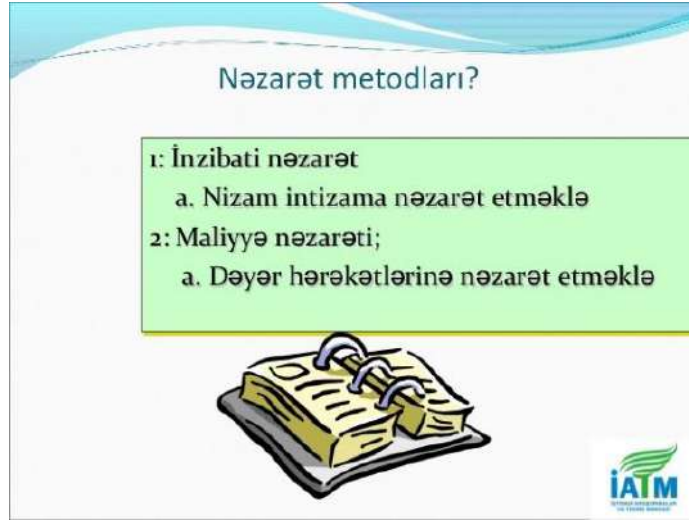 Nəzarət metodları?
1: İnzibati nəzarət
a. Nizam intizama nəzarət etməklə
2: Maliyyə nəzarəti;
a. Dəyər hərəkətlərinə nəzarət etməklə
İATM